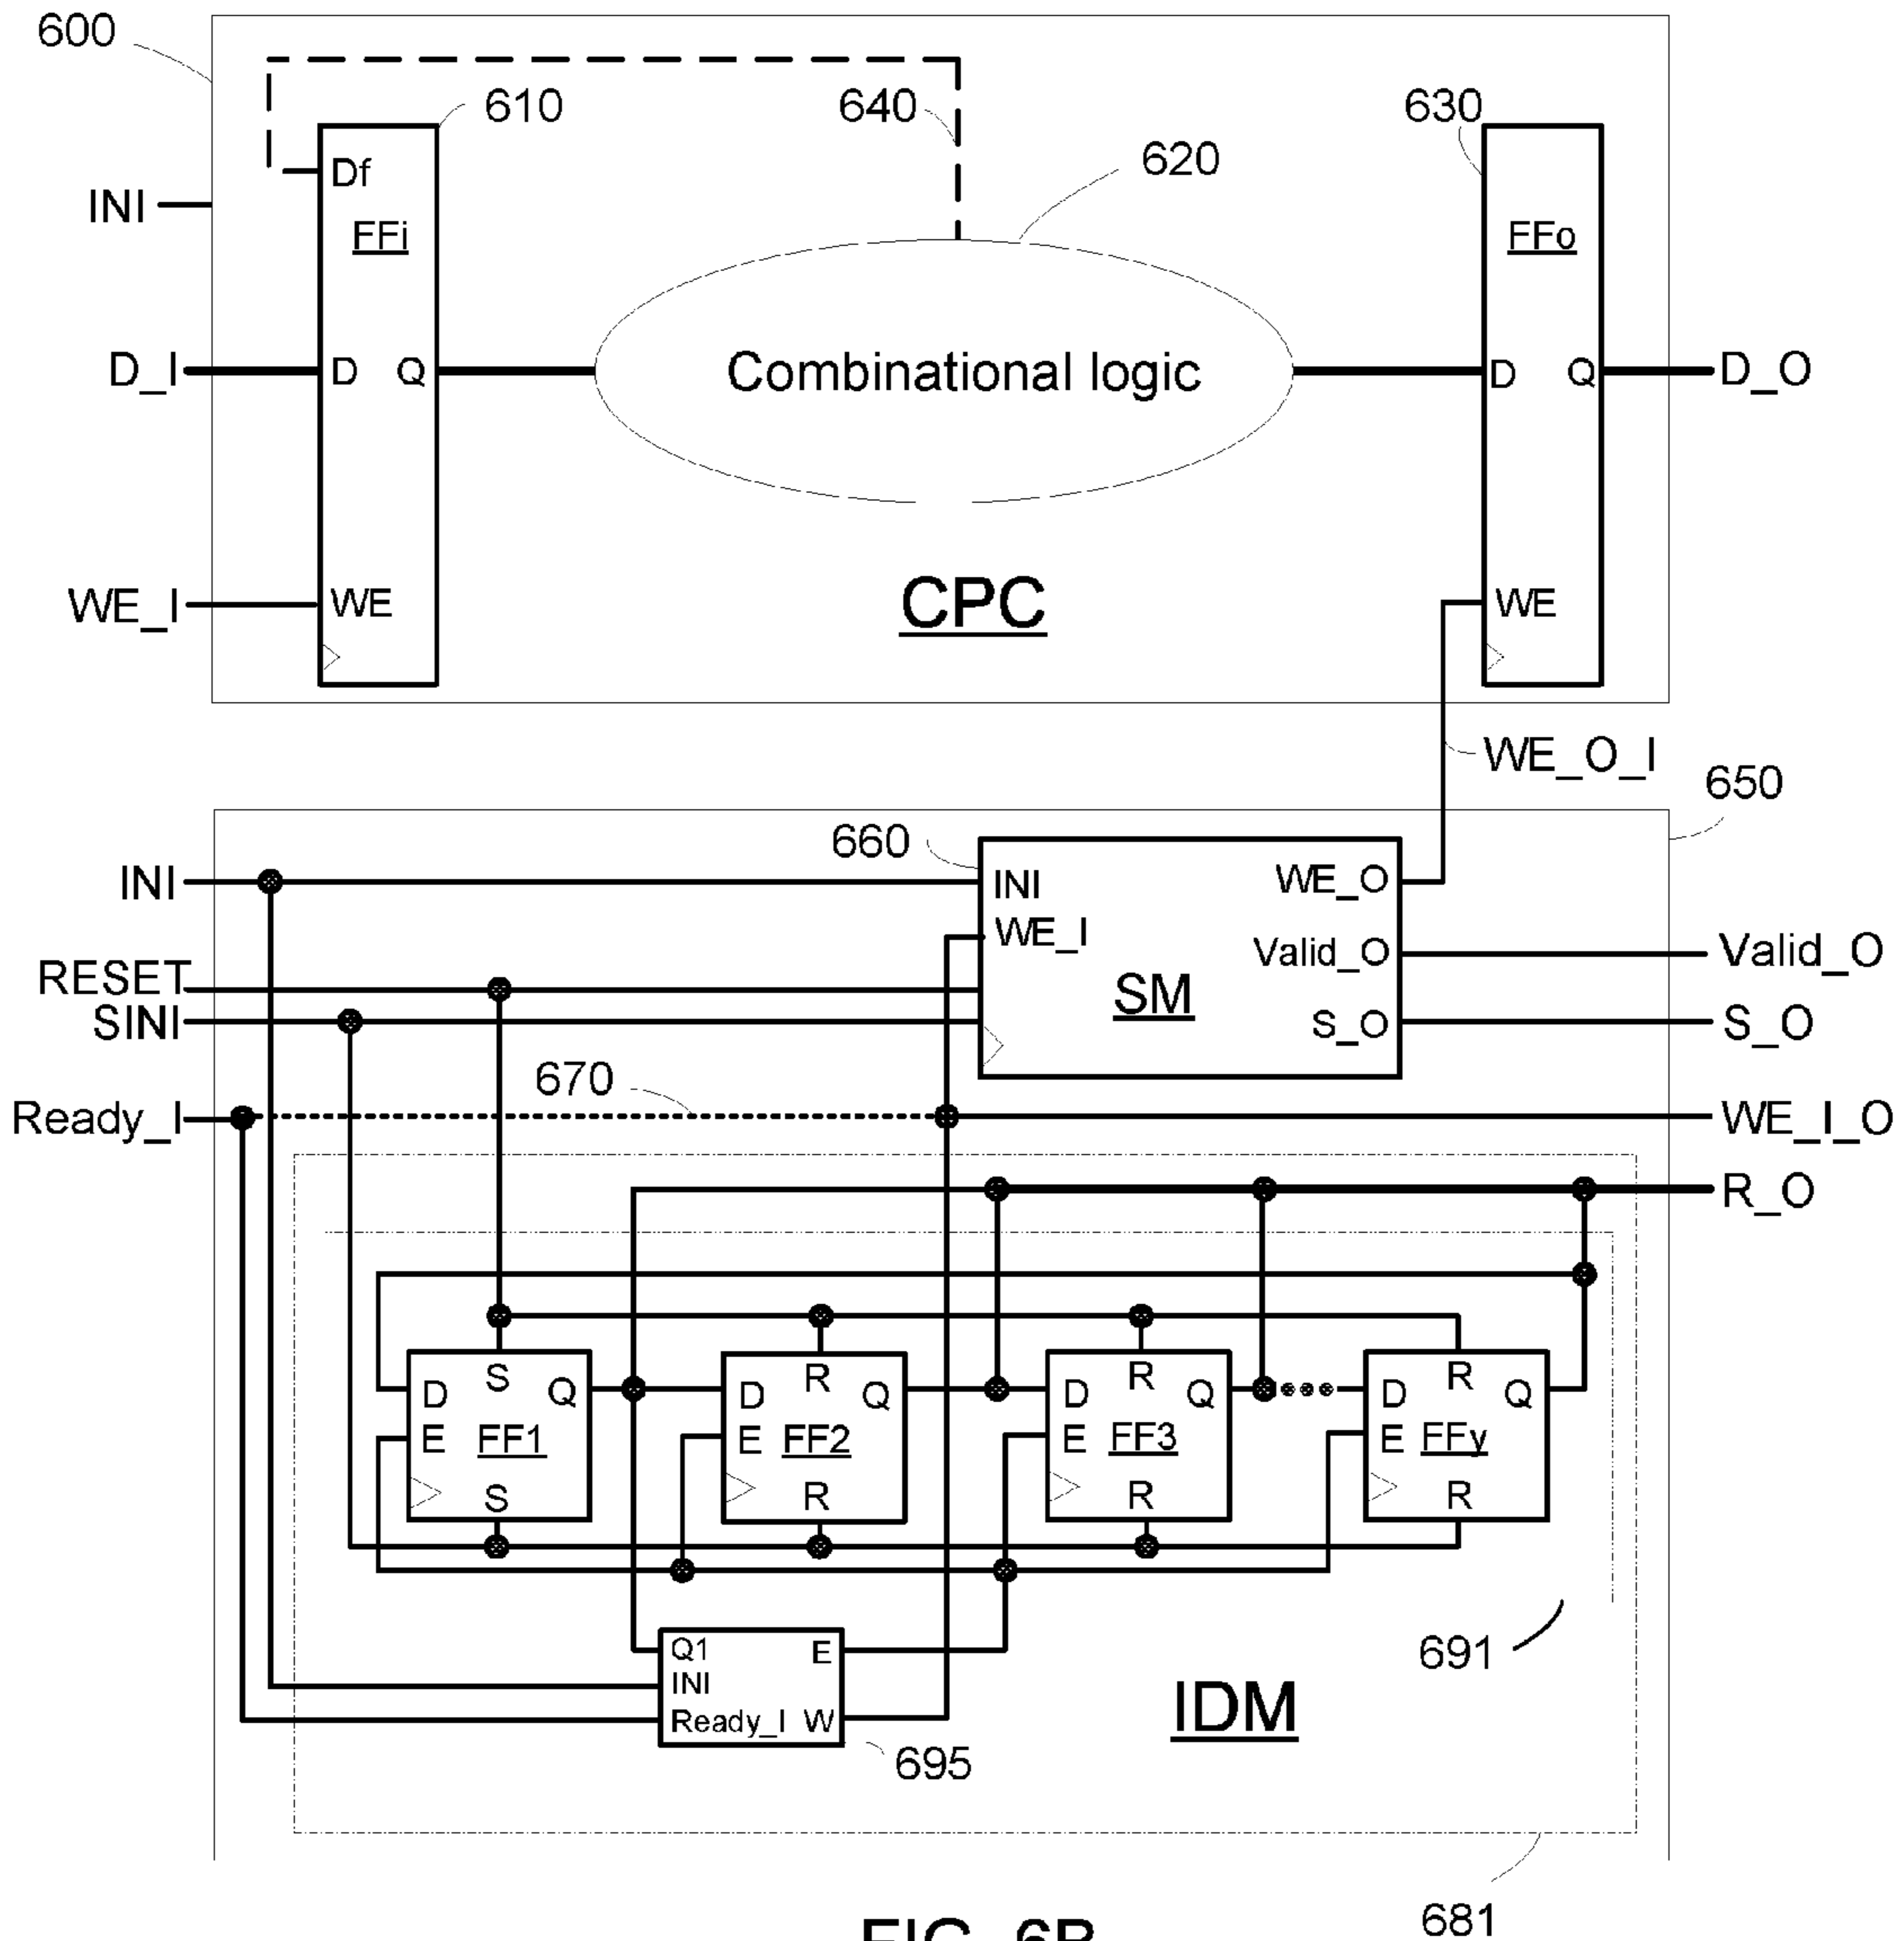 600
610
640
630
620
Df
INI
FFi
FFo
D_I
D Q
Combinational logic
D Q
D_O
WE_I
WE
CPC
WE
WE_O_I
650
660
INI
INI
WE_O
WE_I
Valid_O
Valid_O
RESET
SM
SINI
S_O
S_O
670
Ready_I
WE_I_O
R_O
D S Q
E FF1
S
D R Q
E FF2
R
D R Q
E FF3
R
D R Q
E FFy
R
Q1 E
INI
Ready_I W
691
IDM
695
681
FIG. 6B